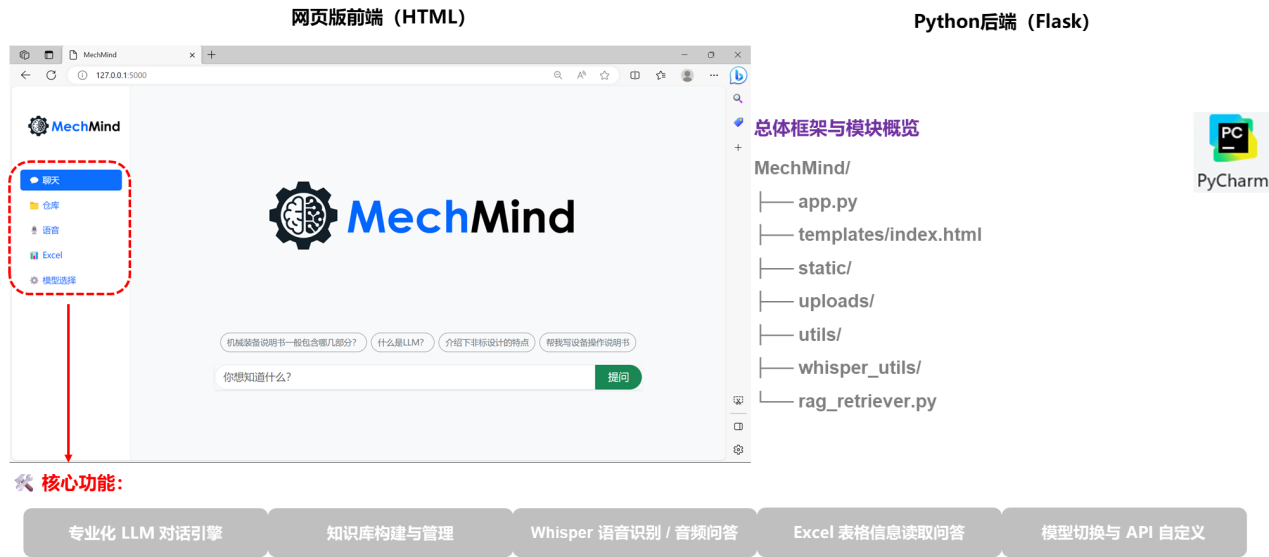 网页版前端（HTML）
Python后端（Flask）
MechMind
127.0.0.1:5000
MechMind
聊天
仓库
语音
Excel
模型选择
MechMind
机械装备说明书一般包含哪几部分？
什么是LLM？
介绍下非标设计的特点
帮我写设备操作说明书
你想知道什么？
提问
总体框架与模块概览
PC
PyCharm
MechMind/
├── app.py
├── templates/index.html
├── static/
├── uploads/
├── utils/
├── whisper_utils/
└── rag_retriever.py
核心功能：
专业化 LLM 对话引擎
知识库构建与管理
Whisper 语音识别 / 音频问答
Excel 表格信息读取问答
模型切换与 API 自定义